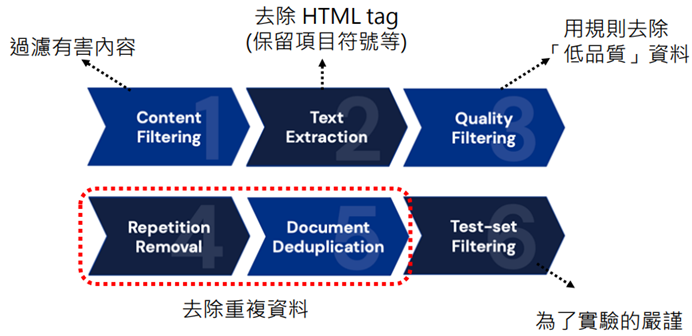 去除 HTML tag
(保留項目符號等)
過濾有害內容
用規則去除
「低品質」資料
1
Content
Filtering
2
Text
Extraction
3
Quality
Filtering
4
Repetition
Removal
5
Document
Deduplication
6
Test-set
Filtering
去除重複資料
為了實驗的嚴謹